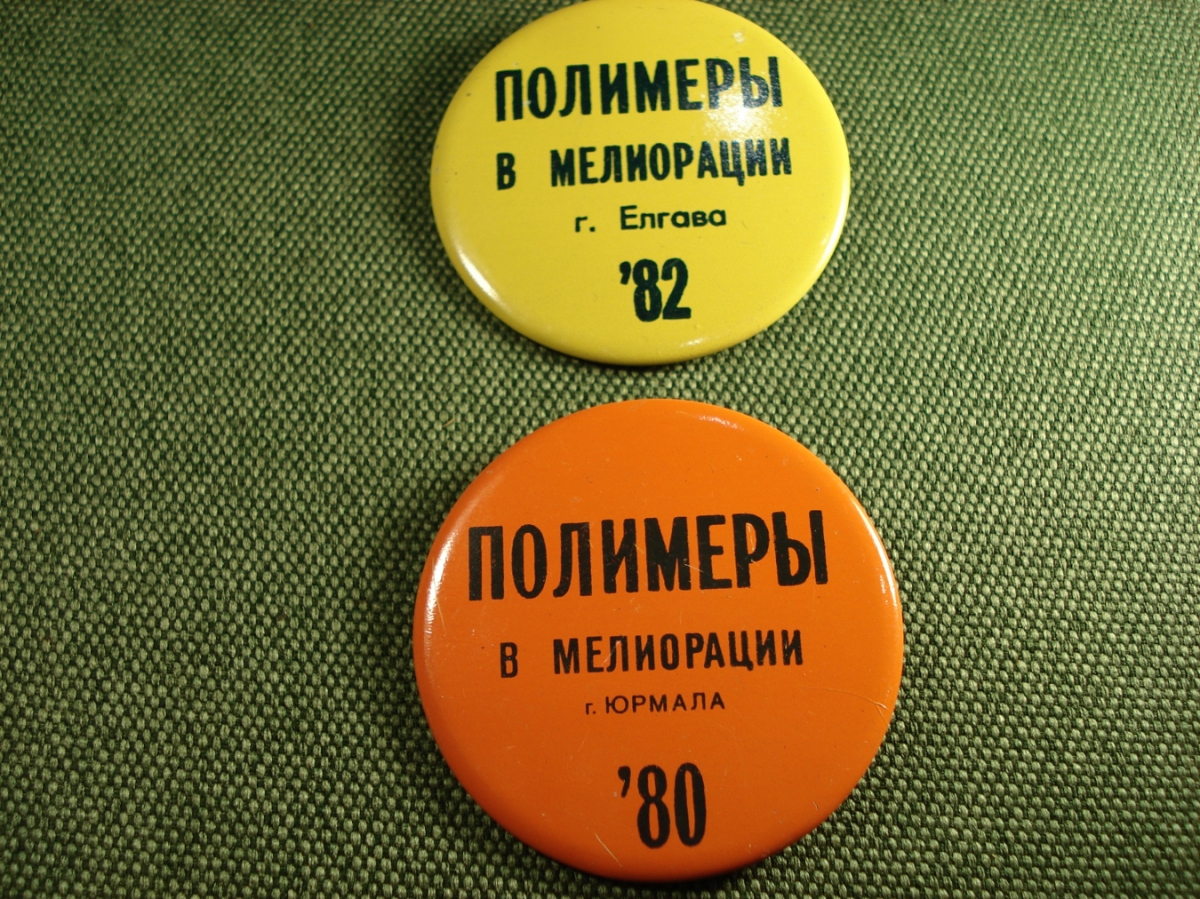 ПОЛИМЕРЫ
В МЕЛИОРАЦИИ
г. Елгава
'82
ПОЛИМЕРЫ
В МЕЛИОРАЦИИ
г. ЮРМАЛА
'80